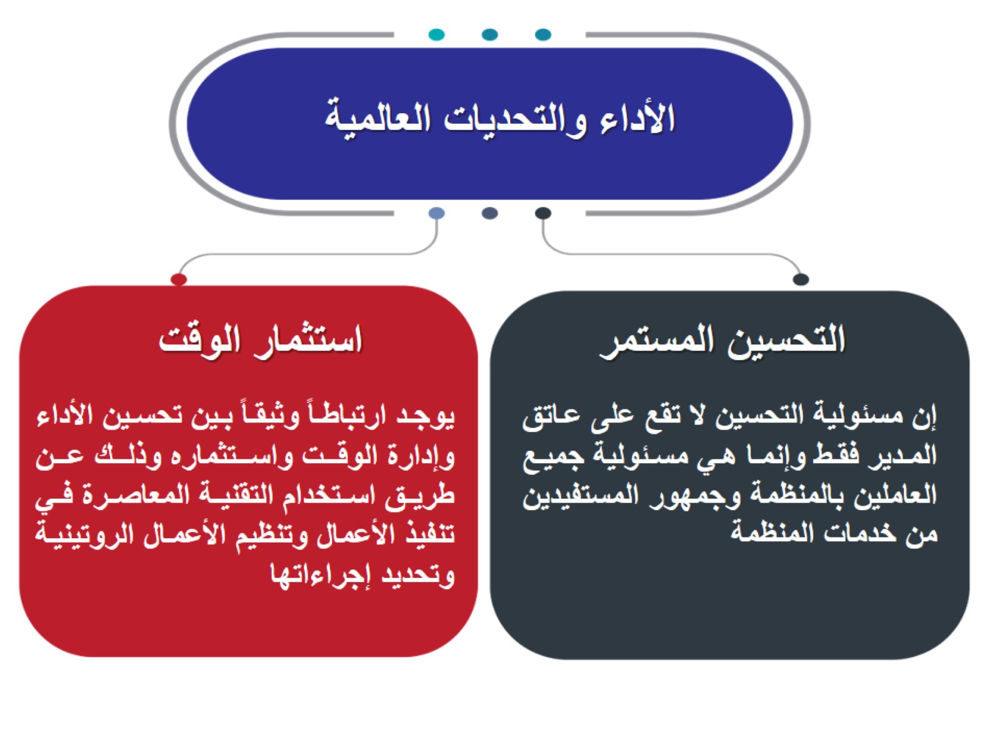 الأداء والتحديات العالمية
التحسين المستمر
إن مسئولية التحسين لا تقع على عاتق
المدير فقط وإنما هي مسئولية جميع
العاملين بالمنظمة وجمهور المستفيدين
من خدمات المنظمة
استثمار الوقت
يوجد ارتباطاً وثيقاً بين تحسين الأداء
وإدارة الوقت واستثماره وذلك عن
طريق استخدام التقنية المعاصرة في
تنفيذ الأعمال وتنظيم الأعمال الروتينية
وتحديد إجراءاتها